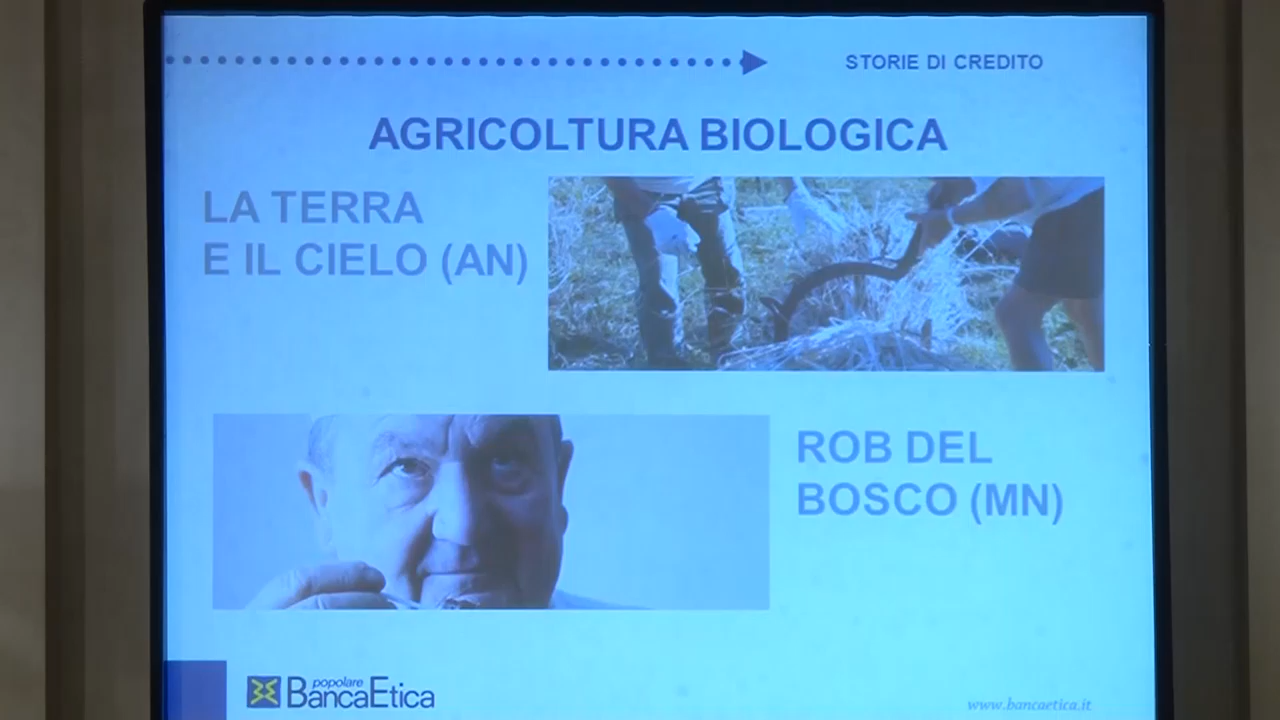 STORIE DI CREDITO
AGRICOLTURA BIOLOGICA
LA TERRA
E IL CIELO (AN)
ROB DEL
BOSCO (MN)
popolare
BancaEtica
www.bancaetica.it